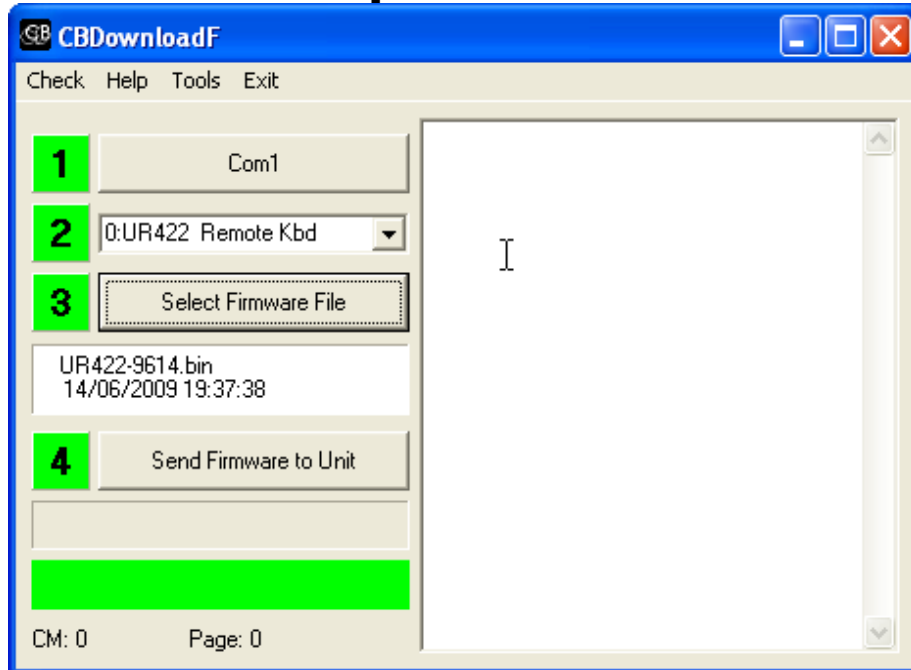 CB CBDownloadF
Check Help Tools Exit
1 Com1
2 0:UR422 Remote Kbd
3 Select Firmware File
UR422-9614.bin
14/06/2009 19:37:38
4 Send Firmware to Unit
CM: 0 Page: 0